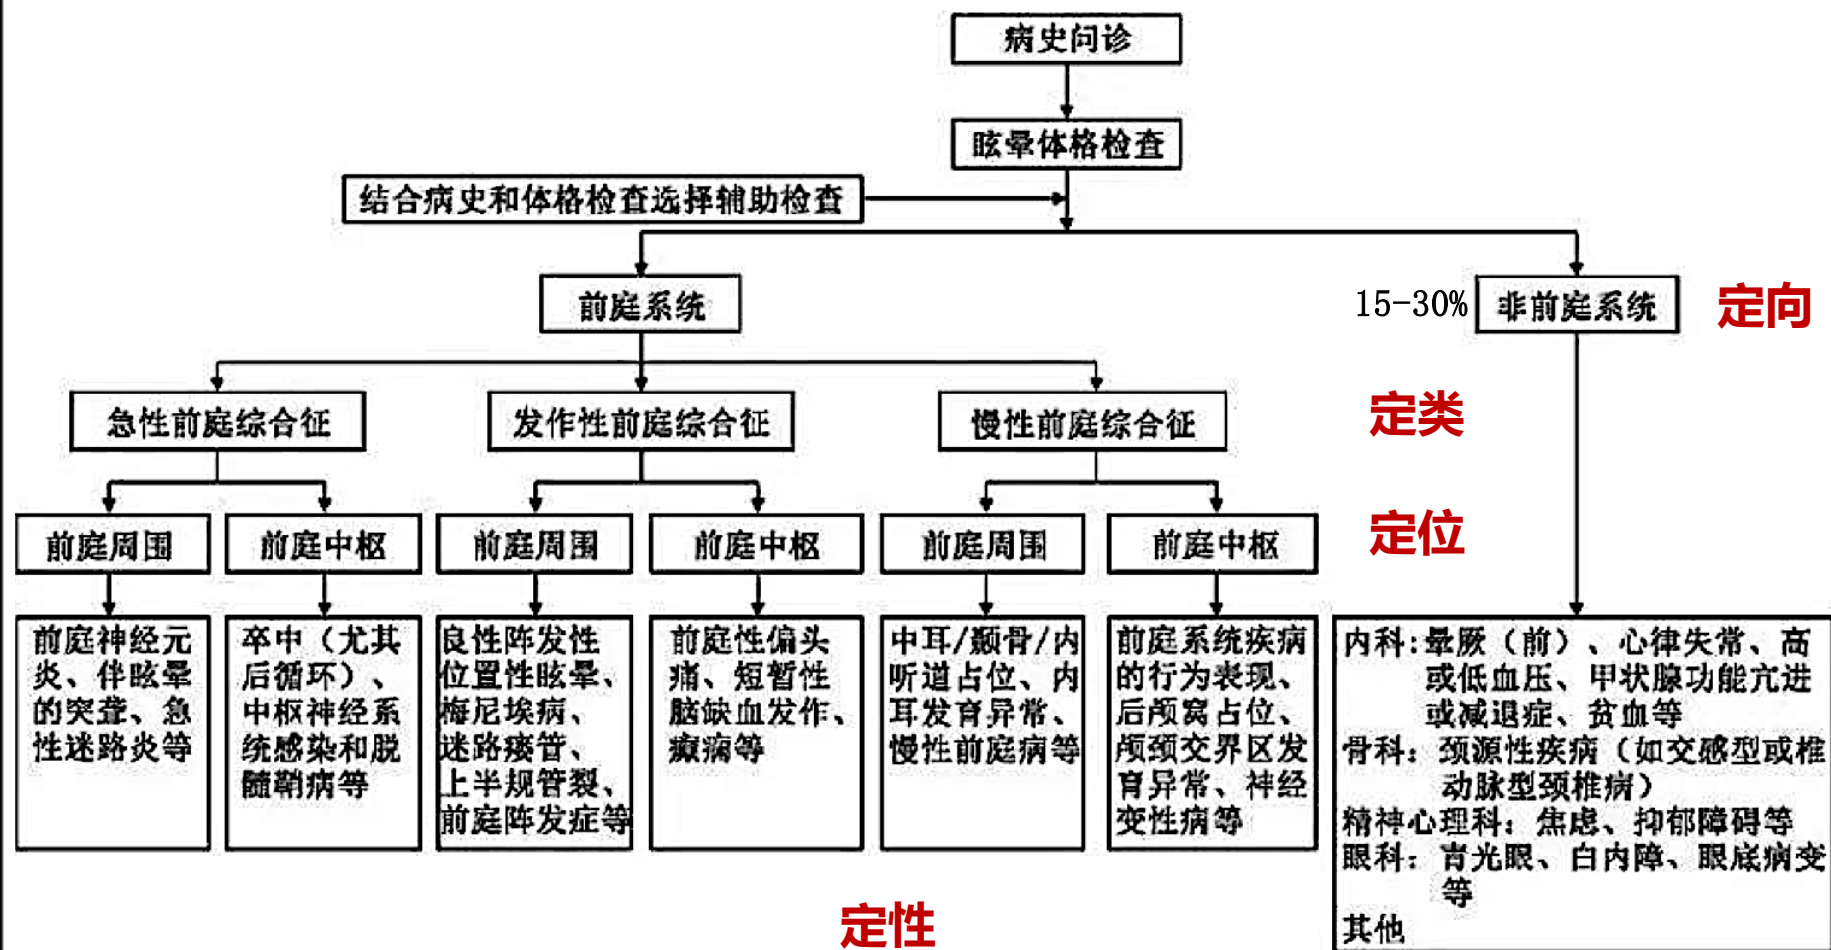 病史问诊
眩晕体格检查
结合病史和体格检查选择辅助检查
前庭系统
15-30%
非前庭系统
定向
急性前庭综合征
发作性前庭综合征
慢性前庭综合征
定类
前庭周围
前庭中枢
前庭周围
前庭中枢
前庭周围
前庭中枢
定位
前庭神经元
炎、伴眩晕
的突聋、急
性迷路炎等
卒中（尤其
后循环）、
中枢神经系
统感染和脱
髓鞘病等
良性阵发性
位置性眩晕、
梅尼埃病、
迷路瘘管、
上半规管裂、
前庭阵发症等
前庭性偏头
痛、短暂性
脑缺血发作、
癫痫等
中耳/颞骨/内
听道占位、内
耳发育异常、
慢性前庭病等
前庭系统疾病
的行为表现、
后颅窝占位、
颅颈交界区发
育异常、神经
变性病等
内科:晕厥（前）、心律失常、高
或低血压、甲状腺功能亢进
或减退症、贫血等
骨科：颈源性疾病（如交感型或椎
动脉型颈椎病）
精神心理科：焦虑、抑郁障碍等
眼科：青光眼、白内障、眼底病变
等
其他
定性